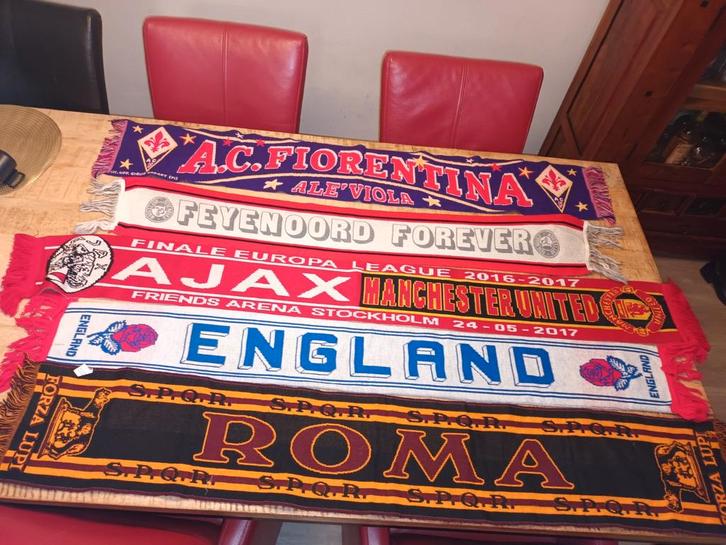 A.C. FIORENTINA
ALE' VIOLA
FEYENOORD FOREVER
FINALE EUROPA LEAGUE 2016-2017
AJAX MANCHESTER UNITED
FRIENDS ARENA STOCKHOLM 24-05-2017
ENGLAND ENGLAND ENGLAND
S.P.Q.R. S.P.Q.R. S.P.Q.R. S.P.Q.R. S.P.Q.R.
FORZA LUPI ROMA FORZA LUPI
S.P.Q.R. S.P.Q.R. S.P.Q.R. S.P.Q.R. S.P.Q.R.